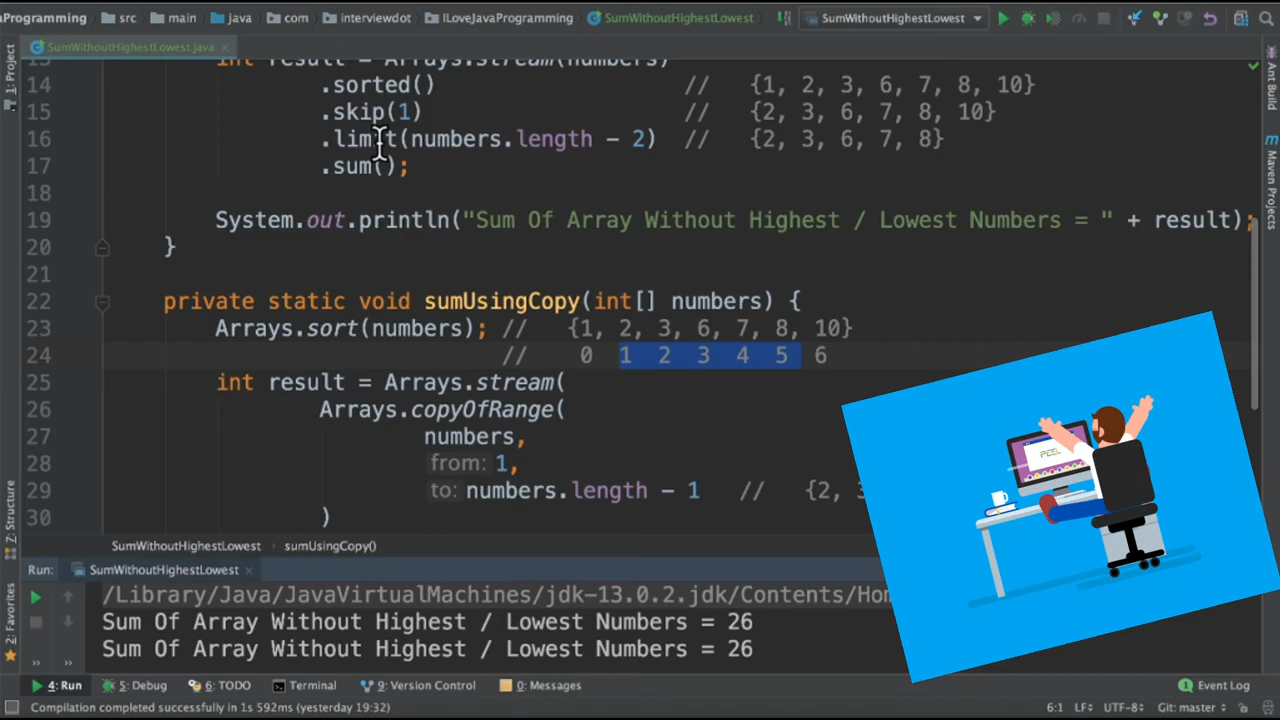 Programming src main java com interviewdot ILoveJavaProgramming SumWithoutHighestLowest SumWithoutHighestLowest
SumWithoutHighestLowest.java
1: Project
Ant Build
Maven Projects
int result = Arrays.stream(numbers)
14 .sorted() // {1, 2, 3, 6, 7, 8, 10}
15 .skip(1) // {2, 3, 6, 7, 8, 10}
16 .limit(numbers.length - 2) // {2, 3, 6, 7, 8}
17 .sum();
18
19 System.out.println("Sum Of Array Without Highest / Lowest Numbers = " + result);
20 }
21
22 private static void sumUsingCopy(int[] numbers) {
23 Arrays.sort(numbers); // {1, 2, 3, 6, 7, 8, 10}
24 // 0 1 2 3 4 5 6
25 int result = Arrays.stream(
26 Arrays.copyOfRange(
27 numbers,
28 from: 1,
29 to: numbers.length - 1 // {2, 3
30 )
SumWithoutHighestLowest sumUsingCopy()
Run: SumWithoutHighestLowest
/Library/Java/JavaVirtualMachines/jdk-13.0.2.jdk/Contents/Hom
Sum Of Array Without Highest / Lowest Numbers = 26
Sum Of Array Without Highest / Lowest Numbers = 26
7: Structure
2: Favorites
4: Run 5: Debug 6: TODO Terminal 9: Version Control 0: Messages 1 Event Log
Compilation completed successfully in 1s 592ms (yesterday 19:32) 6:1 LF UTF-8 Git: master